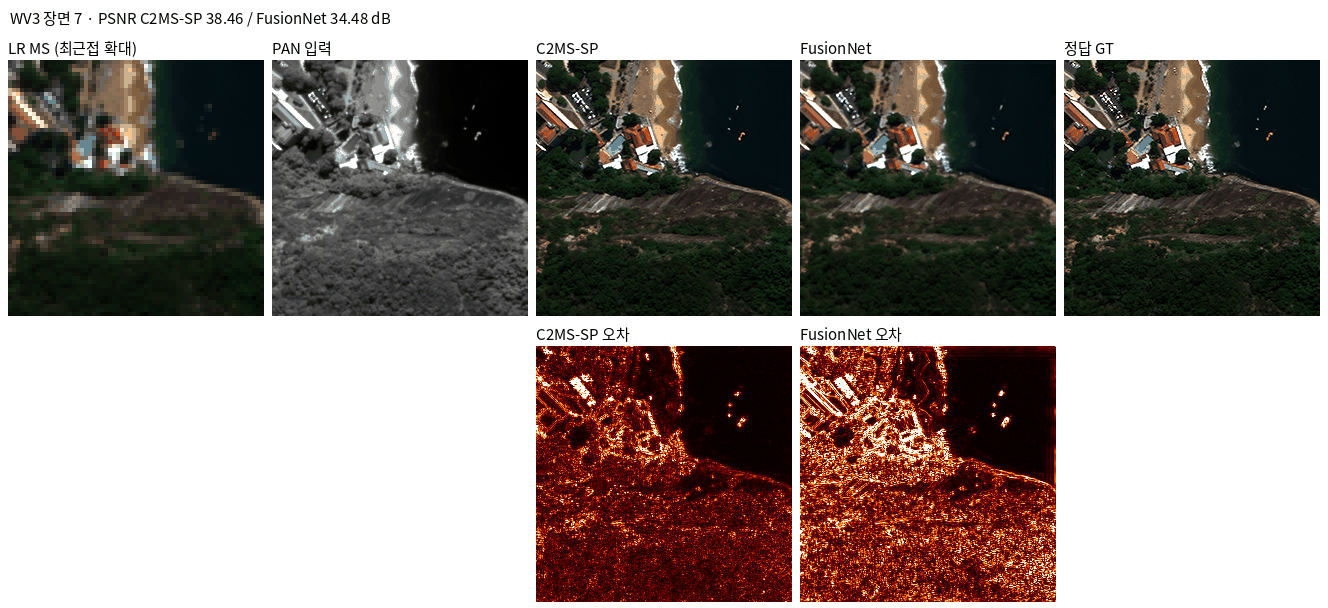 WV3 장면 7 · PSNR C2MS-SP 38.46 / FusionNet 34.48 dB
LR MS (최근접 확대)
PAN 입력
C2MS-SP
FusionNet
정답 GT
C2MS-SP 오차
FusionNet 오차